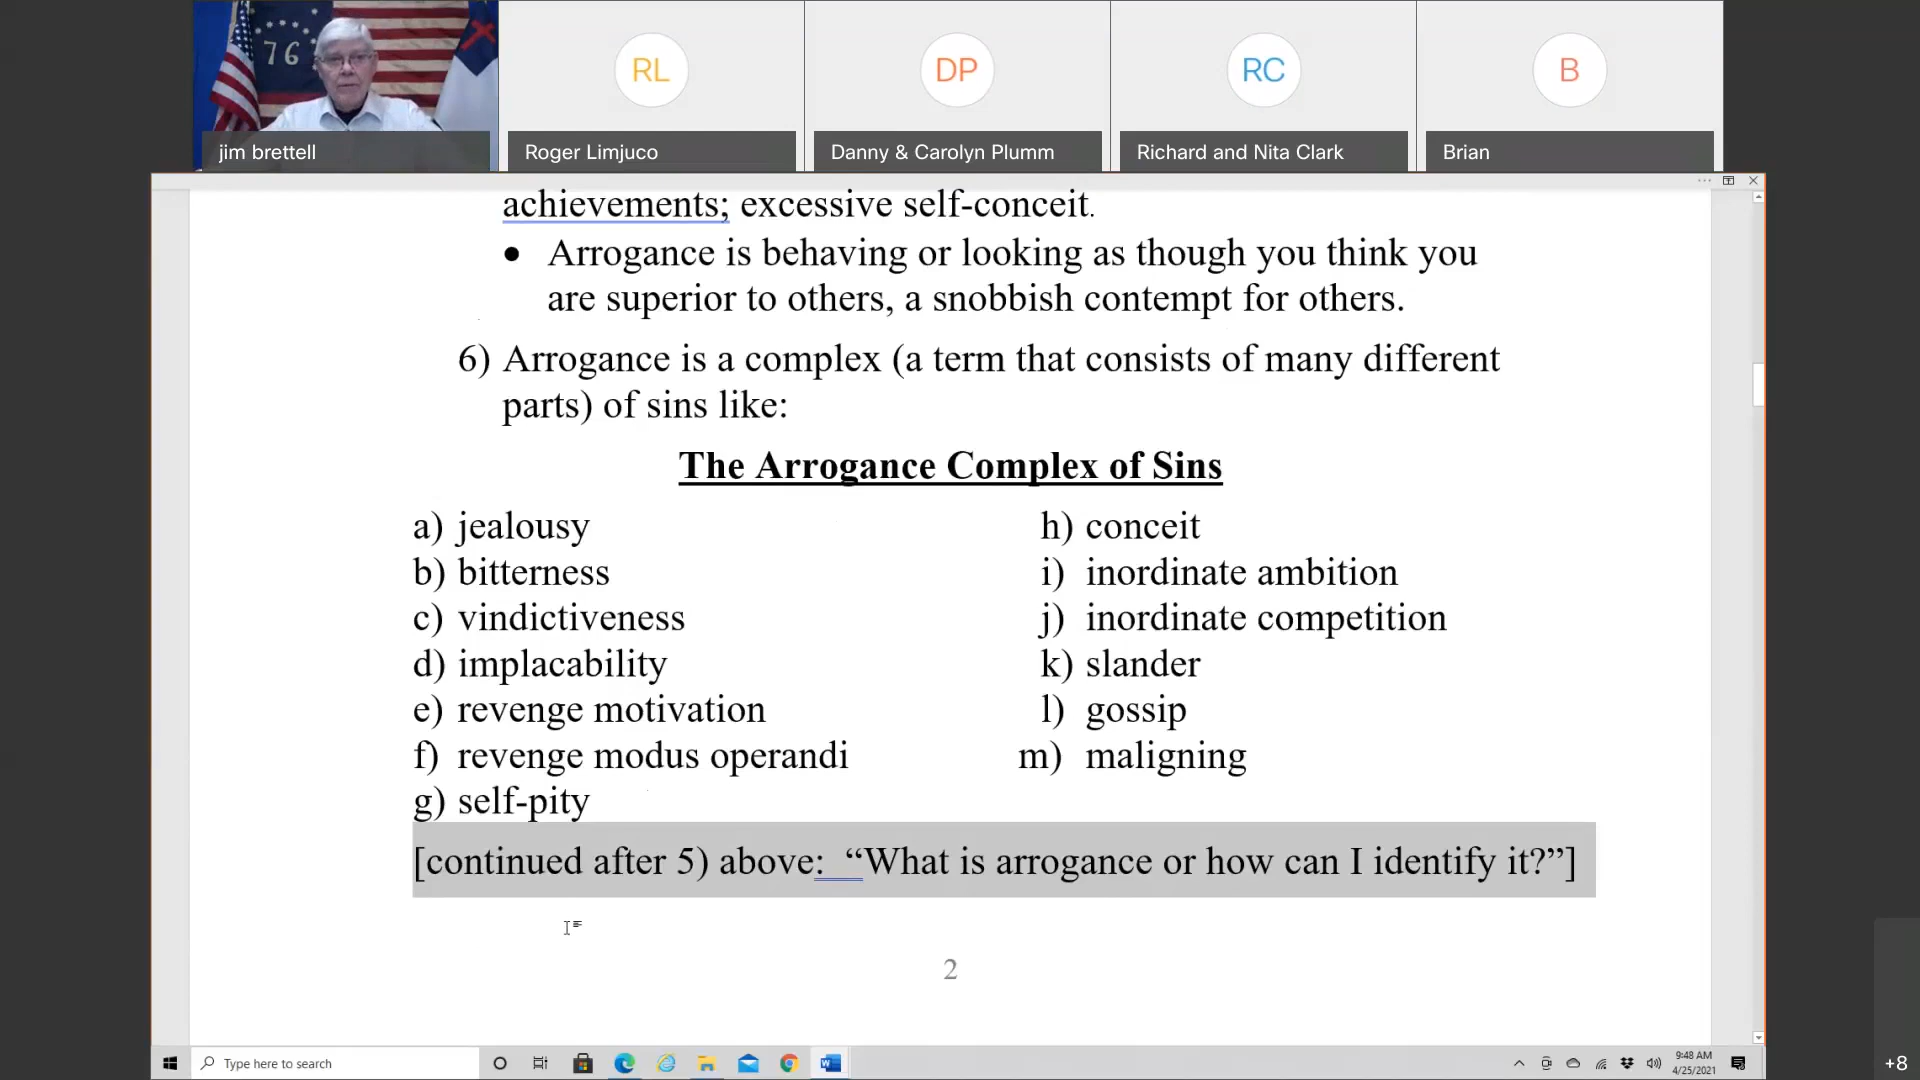 76
RL
DP
RC
B
jim brettell
Roger Limjuco
Danny & Carolyn Plumm
Richard and Nita Clark
Brian
achievements; excessive self-conceit.
• Arrogance is behaving or looking as though you think you
are superior to others, a snobbish contempt for others.
6) Arrogance is a complex (a term that consists of many different
parts) of sins like:
The Arrogance Complex of Sins
a) jealousy
b) bitterness
c) vindictiveness
d) implacability
e) revenge motivation
f) revenge modus operandi
g) self-pity
h) conceit
i) inordinate ambition
j) inordinate competition
k) slander
l) gossip
m) maligning
[continued after 5) above:  “What is arrogance or how can I identify it?”]
2
Type here to search
9:48 AM
4/25/2021
+8